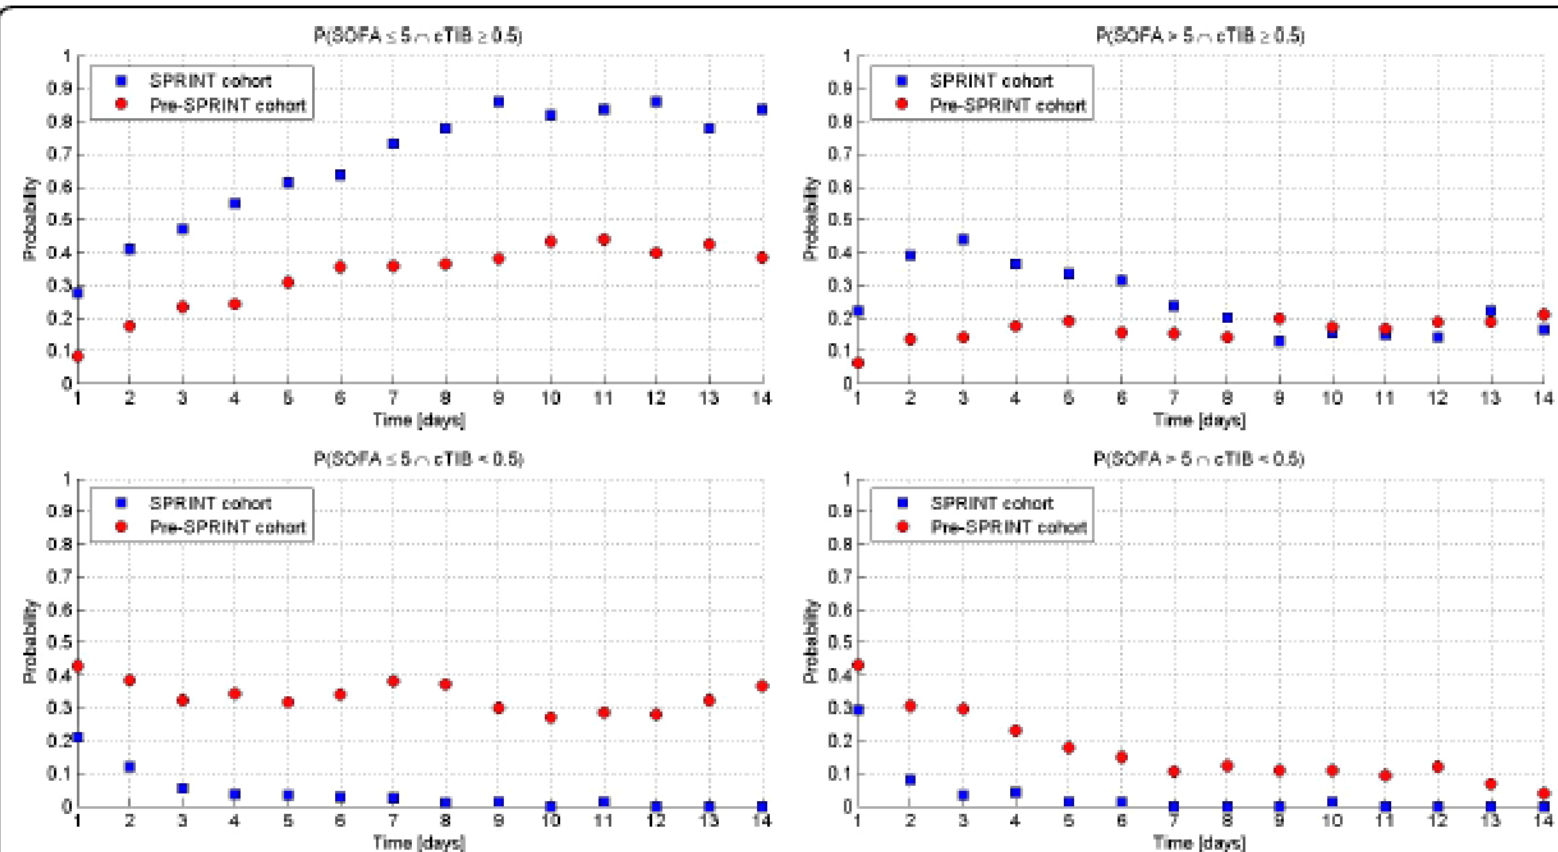 P(SOFA ≤ 5 ∩ cTIB ≥ 0.5)
1
0.9
0.8
0.7
0.6
0.5
0.4
0.3
0.2
0.1
0
Probability
SPRINT cohort
Pre-SPRINT cohort
1 2 3 4 5 6 7 8 9 10 11 12 13 14
Time [days]
P(SOFA > 5 ∩ cTIB ≥ 0.5)
1
0.9
0.8
0.7
0.6
0.5
0.4
0.3
0.2
0.1
0
Probability
SPRINT cohort
Pre-SPRINT cohort
1 2 3 4 5 6 7 8 9 10 11 12 13 14
Time [days]
P(SOFA ≤ 5 ∩ cTIB < 0.5)
1
0.9
0.8
0.7
0.6
0.5
0.4
0.3
0.2
0.1
0
Probability
SPRINT cohort
Pre-SPRINT cohort
1 2 3 4 5 6 7 8 9 10 11 12 13 14
Time [days]
P(SOFA > 5 ∩ cTIB < 0.5)
1
0.9
0.8
0.7
0.6
0.5
0.4
0.3
0.2
0.1
0
Probability
SPRINT cohort
Pre-SPRINT cohort
1 2 3 4 5 6 7 8 9 10 11 12 13 14
Time [days]